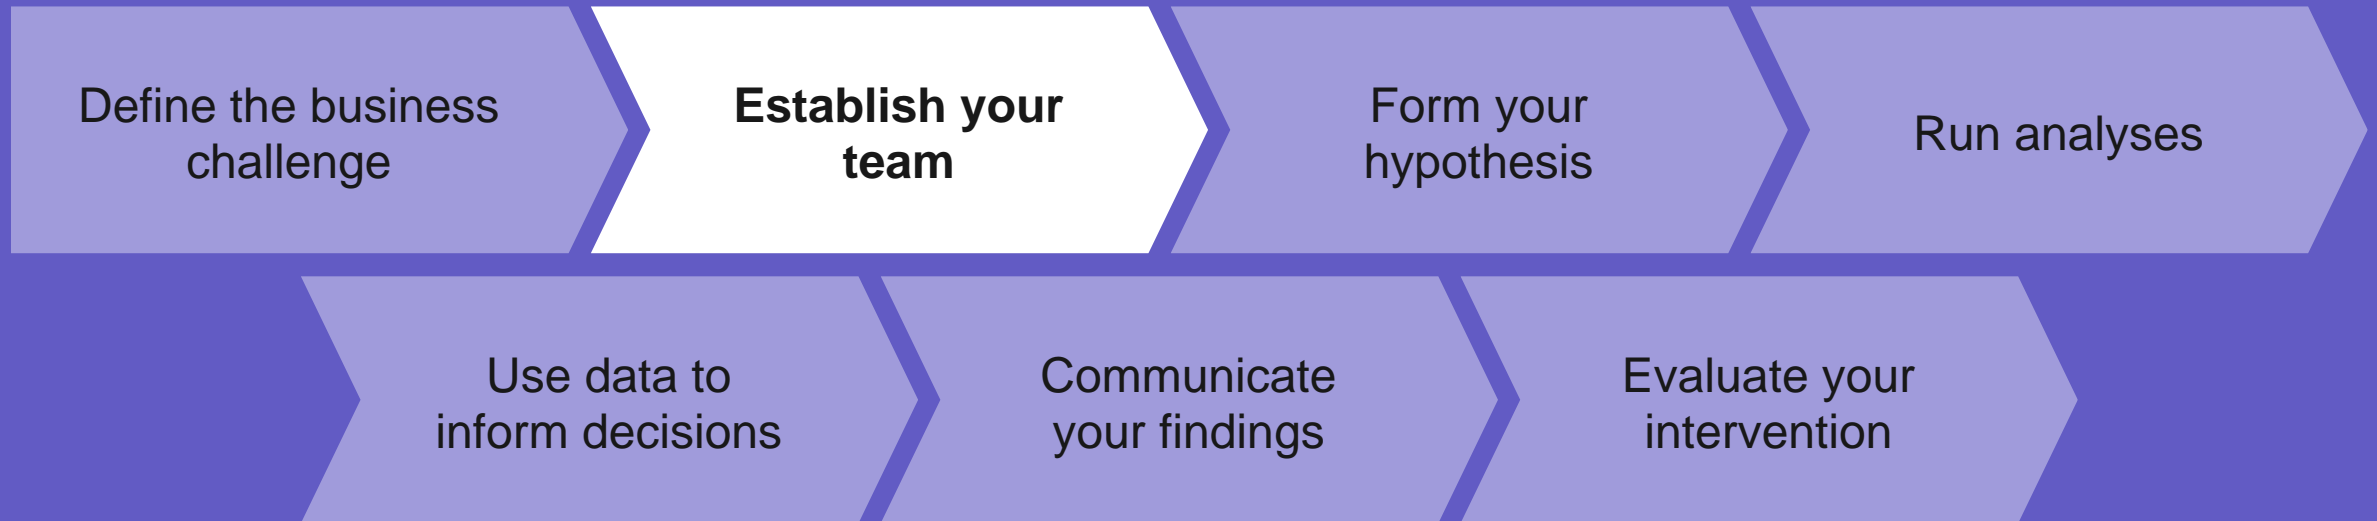 Define the business
challenge
Establish your
team
Form your
hypothesis
Run analyses
Use data to
inform decisions
Communicate
your findings
Evaluate your
intervention